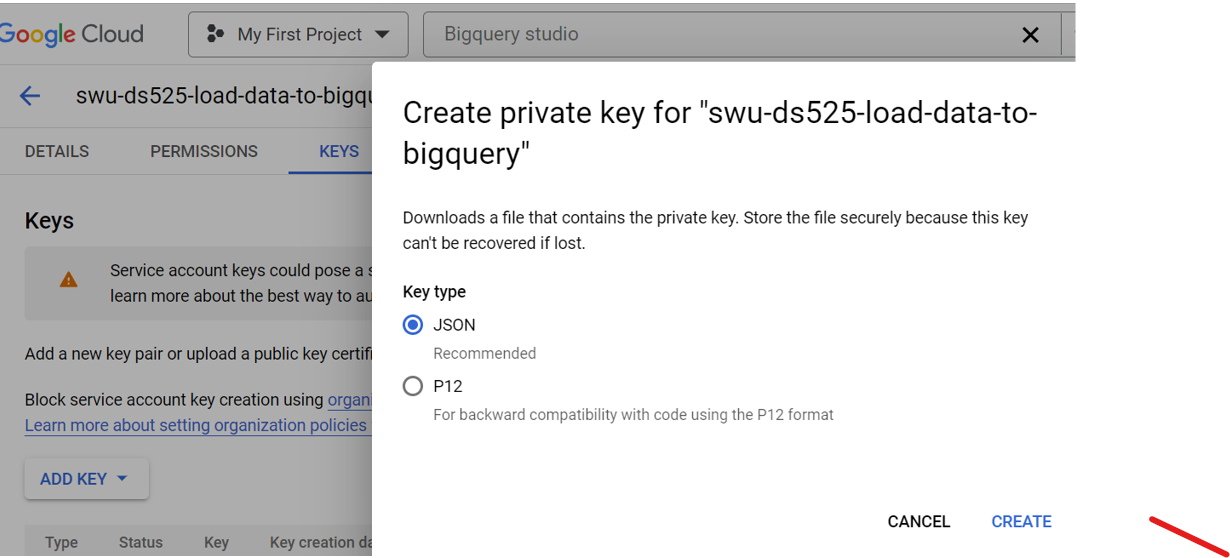 Google Cloud
My First Project
Bigquery studio
swu-ds525-load-data-to-bigqu
DETAILS
PERMISSIONS
KEYS
Keys
Service account keys could pose a s
learn more about the best way to au
Add a new key pair or upload a public key certifi
Block service account key creation using organi
Learn more about setting organization policies
ADD KEY
Type Status Key Key creation da
Create private key for "swu-ds525-load-data-to-
bigquery"
Downloads a file that contains the private key. Store the file securely because this key
can't be recovered if lost.
Key type
JSON
Recommended
P12
For backward compatibility with code using the P12 format
CANCEL
CREATE